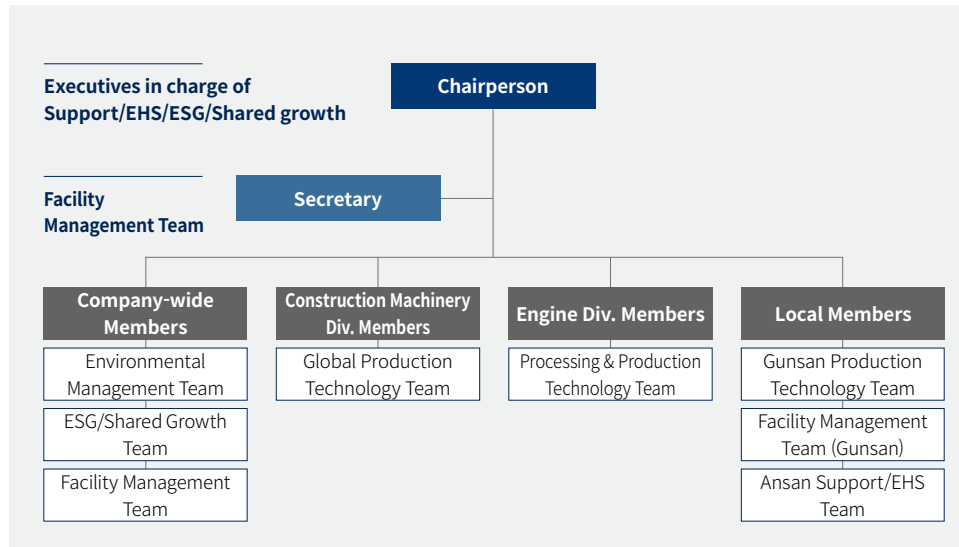 Executives in charge of
Support/EHS/ESG/Shared growth
Chairperson
Facility
Management Team
Secretary
Company-wide
Members
Environmental
Management Team
ESG/Shared Growth
Team
Facility Management
Team
Construction Machinery
Div. Members
Global Production
Technology Team
Engine Div. Members
Processing & Production
Technology Team
Local Members
Gunsan Production
Technology Team
Facility Management
Team (Gunsan)
Ansan Support/EHS
Team